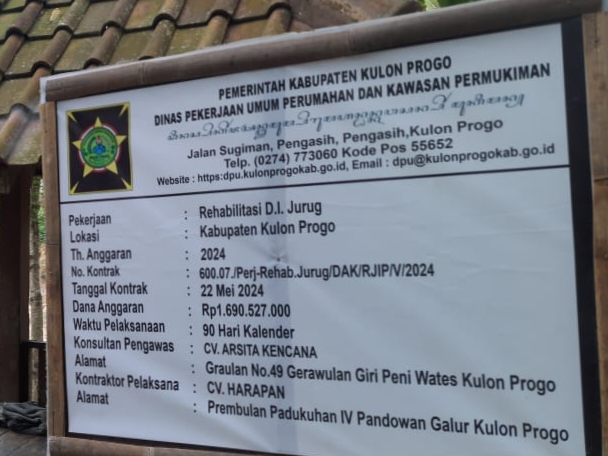 PEMERINTAH KABUPATEN KULON PROGO
DINAS PEKERJAAN UMUM PERUMAHAN DAN KAWASAN PERMUKIMAN
Jalan Sugiman, Pengasih, Pengasih,Kulon Progo
Telp. (0274) 773060 Kode Pos 55652
Website : https:dpu.kulonprogokab.go.id, Email : dpu@kulonprogokab.go.id
Pekerjaan : Rehabilitasi D.I. Jurug
Lokasi : Kabupaten Kulon Progo
Th. Anggaran : 2024
No. Kontrak : 600.07./Perj-Rehab.Jurug/DAK/RJIP/V/2024
Tanggal Kontrak : 22 Mei 2024
Dana Anggaran : Rp1.690.527.000
Waktu Pelaksanaan : 90 Hari Kalender
Konsultan Pengawas : CV. ARSITA KENCANA
Alamat : Graulan No.49 Gerawulan Giri Peni Wates Kulon Progo
Kontraktor Pelaksana : CV. HARAPAN
Alamat : Prembulan Padukuhan IV Pandowan Galur Kulon Progo